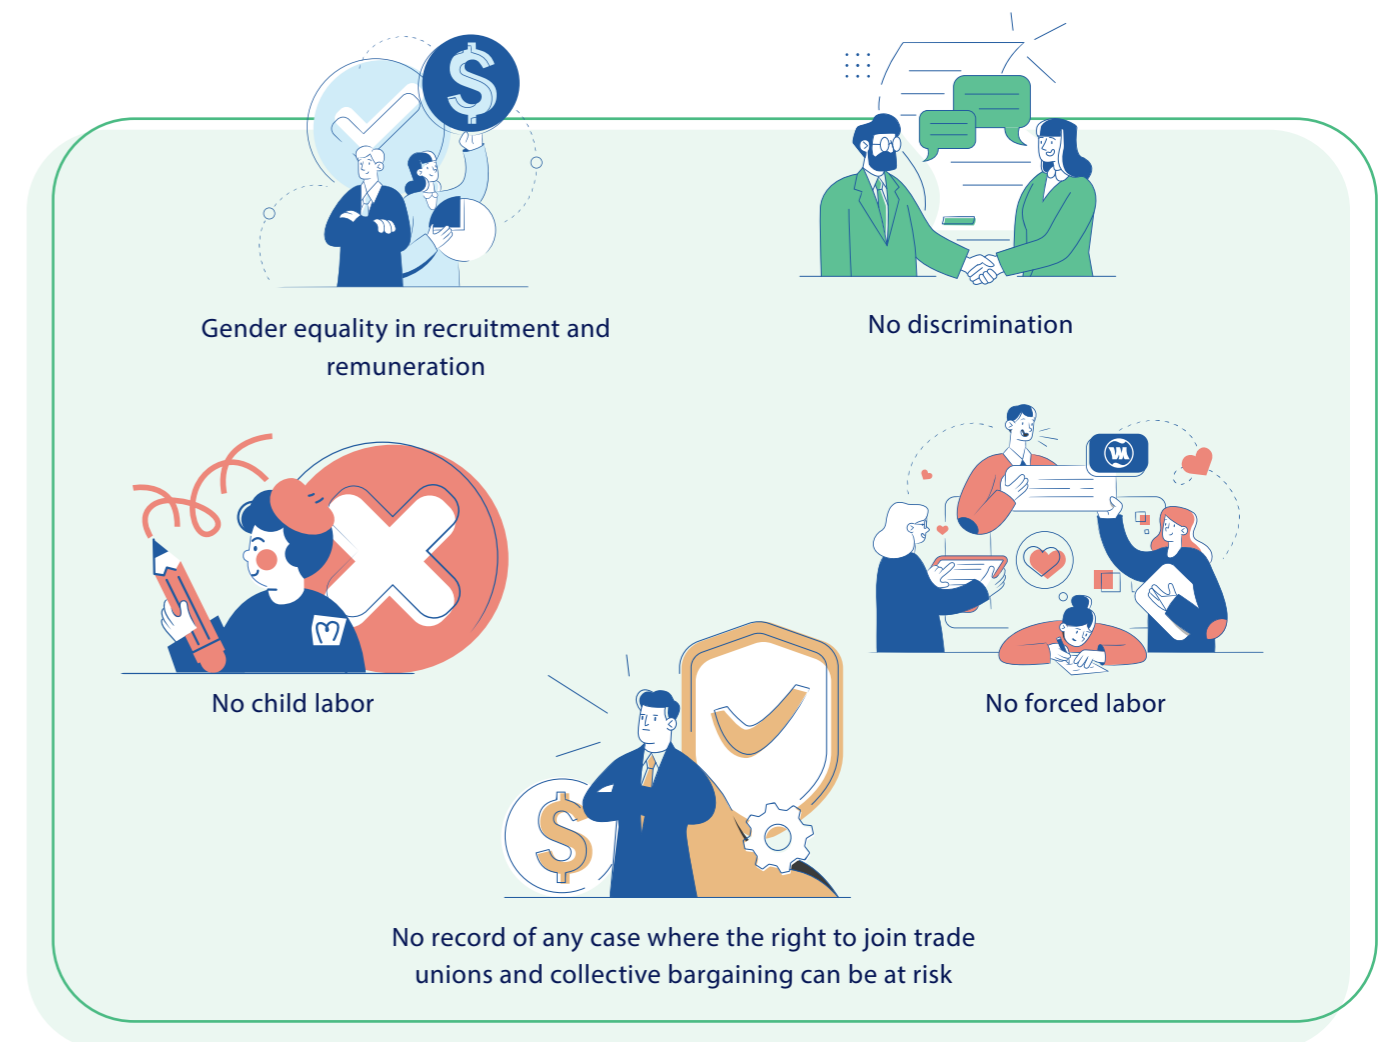 Gender equality in recruitment and
remuneration
No discrimination
No child labor
No forced labor
No record of any case where the right to join trade
unions and collective bargaining can be at risk